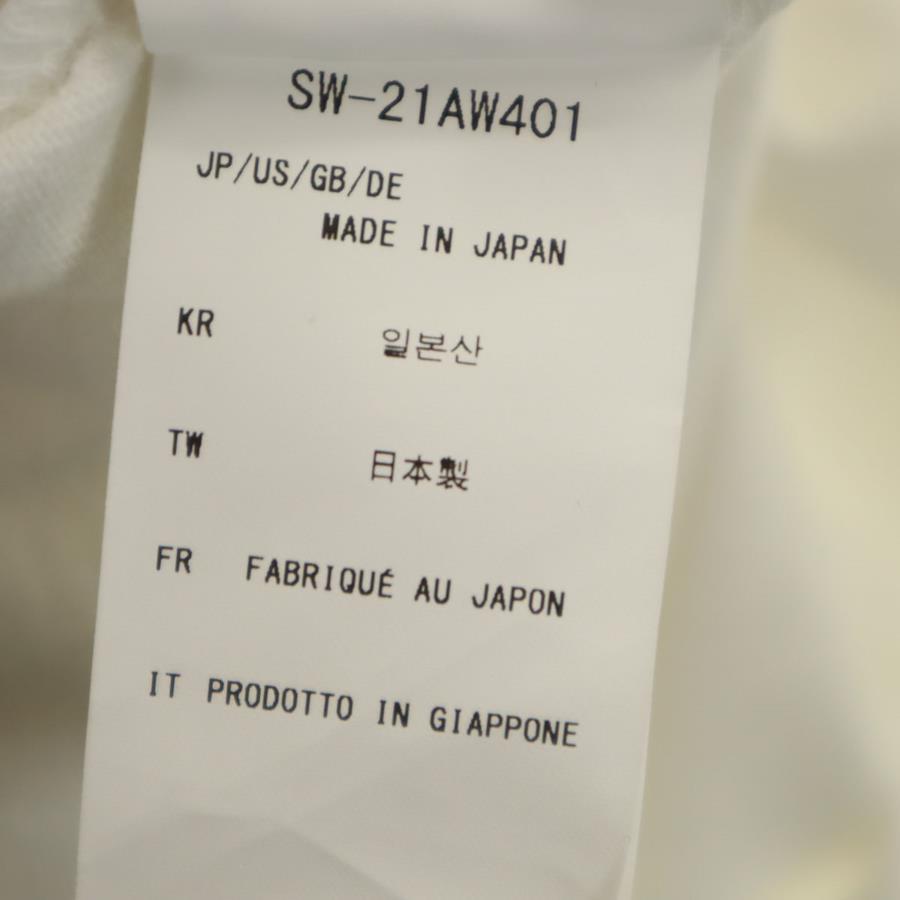 SW-21AW401
JP/US/GB/DE
MADE IN JAPAN
KR 일본산
TW 日本製
FR FABRIQUÉ AU JAPON
IT PRODOTTO IN GIAPPONE